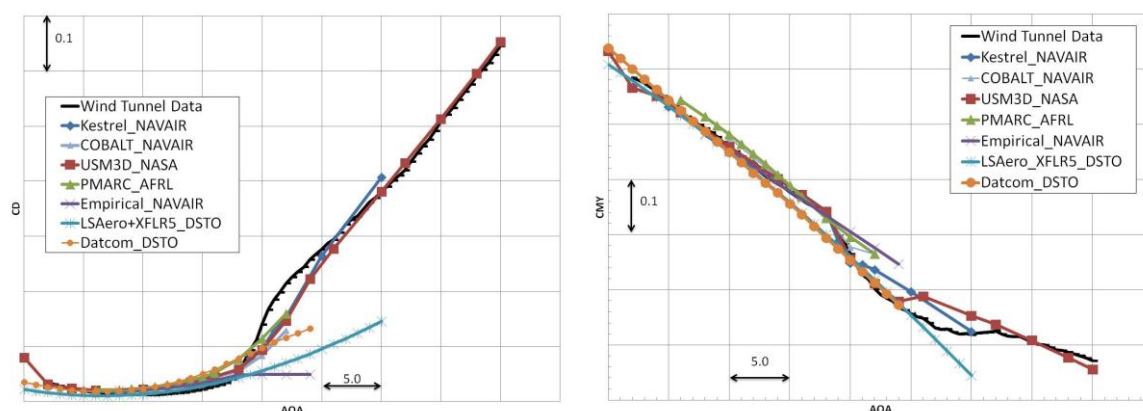 0.1
Wind Tunnel Data
Kestrel_NAVAIR
COBALT_NAVAIR
USM3D_NASA
PMARC_AFRL
Empirical_NAVAIR
LSAero+XFLR5_DSTO
Datcom_DSTO
CD
5.0
AOA
Wind Tunnel Data
Kestrel_NAVAIR
COBALT_NAVAIR
USM3D_NASA
PMARC_AFRL
Empirical_NAVAIR
LSAero_XFLR5_DSTO
Datcom_DSTO
CMY
0.1
5.0
AOA